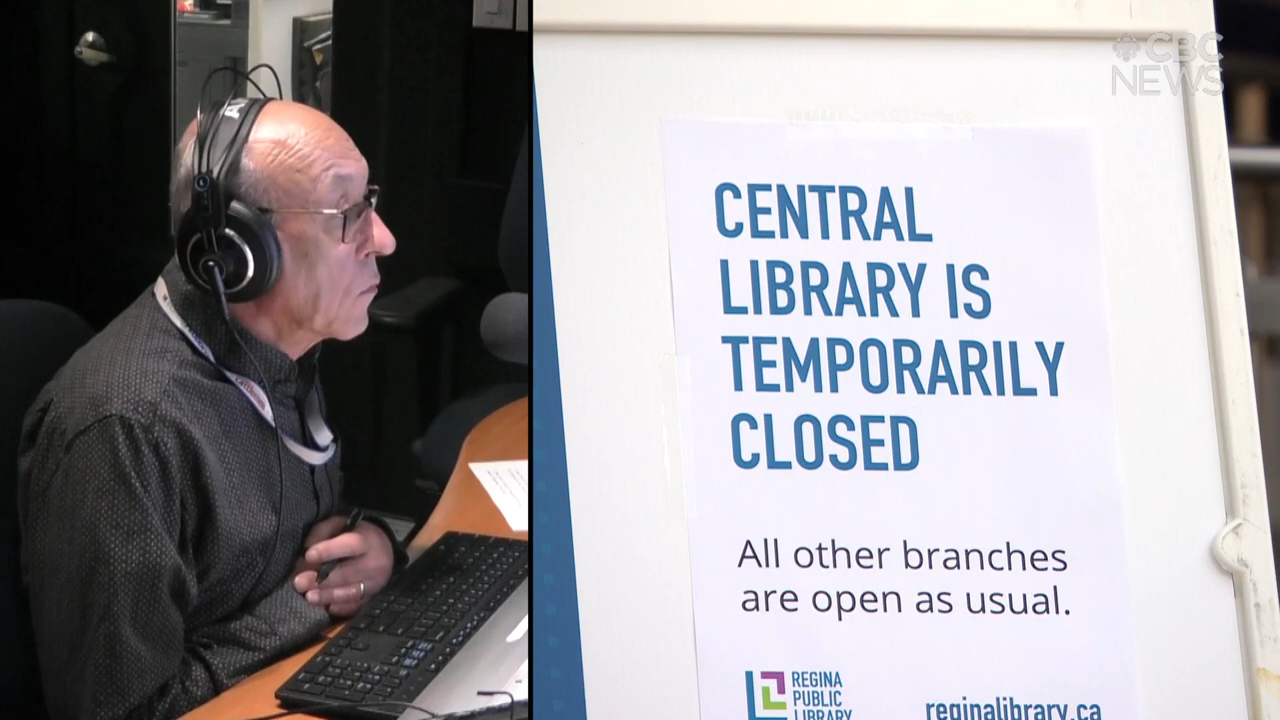 CBC
NEWS
CENTRAL
LIBRARY IS
TEMPORARILY
CLOSED
All other branches
are open as usual.
REGINA
PUBLIC
LIBRARY
reginalibrary.ca